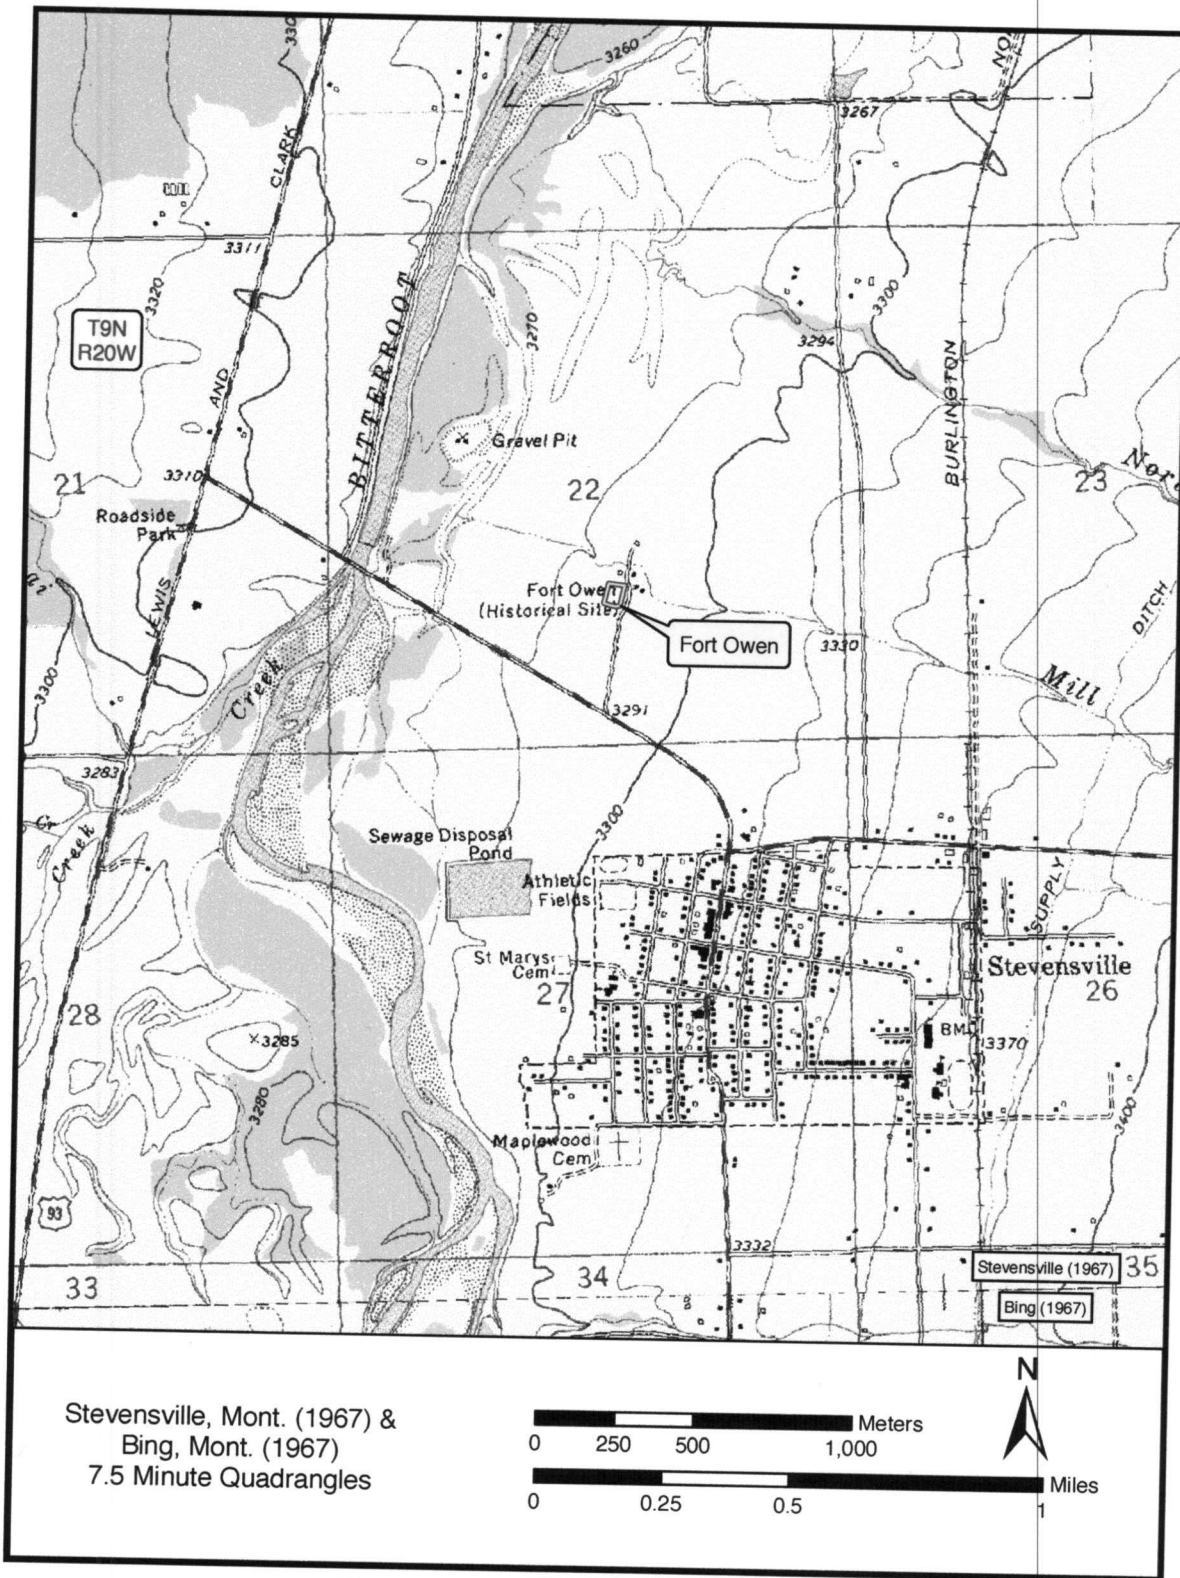 330
3260
NO
3267
CLARK
3311
3320
T9N
R20W
BITTERROOT
3270
3300
3294
AND
BURLINGTON
Gravel Pit
21
3310
22
23
Nor
Roadside
Park
LEWIS
Fort Owen
(Historical Site)
Fort Owen
DITCH
3330
Mill
3300
Creek
3291
3283
Cr
Creek
3300
Sewage Disposal
Pond
Athletic
Fields
SUPPLY
St Marys
Cem
27
Stevensville
26
28
3285
BM
3370
3280
3400
Maplewood
Cem
93
3332
Stevensville (1967)
35
33
34
Bing (1967)
Stevensville, Mont. (1967) &
Bing, Mont. (1967)
7.5 Minute Quadrangles
N
Meters
0 250 500 1,000
Miles
0 0.25 0.5 1